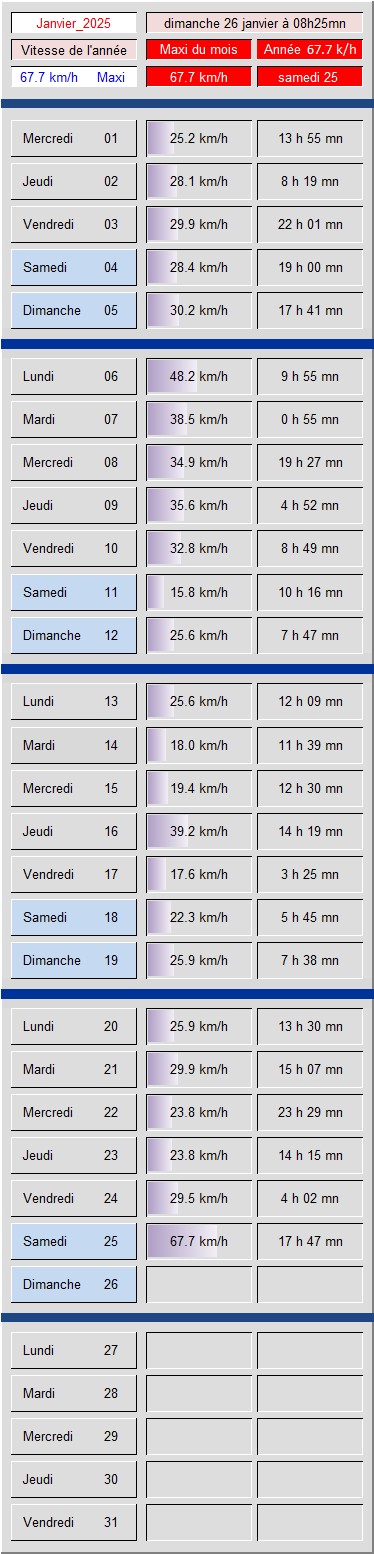 Janvier_2025 dimanche 26 janvier à 08h25mn
Vitesse de l'année Maxi du mois Année 67.7 k/h
67.7 km/h Maxi 67.7 km/h samedi 25
Mercredi 01 25.2 km/h 13 h 55 mn
Jeudi 02 28.1 km/h 8 h 19 mn
Vendredi 03 29.9 km/h 22 h 01 mn
Samedi 04 28.4 km/h 19 h 00 mn
Dimanche 05 30.2 km/h 17 h 41 mn
Lundi 06 48.2 km/h 9 h 55 mn
Mardi 07 38.5 km/h 0 h 55 mn
Mercredi 08 34.9 km/h 19 h 27 mn
Jeudi 09 35.6 km/h 4 h 52 mn
Vendredi 10 32.8 km/h 8 h 49 mn
Samedi 11 15.8 km/h 10 h 16 mn
Dimanche 12 25.6 km/h 7 h 47 mn
Lundi 13 25.6 km/h 12 h 09 mn
Mardi 14 18.0 km/h 11 h 39 mn
Mercredi 15 19.4 km/h 12 h 30 mn
Jeudi 16 39.2 km/h 14 h 19 mn
Vendredi 17 17.6 km/h 3 h 25 mn
Samedi 18 22.3 km/h 5 h 45 mn
Dimanche 19 25.9 km/h 7 h 38 mn
Lundi 20 25.9 km/h 13 h 30 mn
Mardi 21 29.9 km/h 15 h 07 mn
Mercredi 22 23.8 km/h 23 h 29 mn
Jeudi 23 23.8 km/h 14 h 15 mn
Vendredi 24 29.5 km/h 4 h 02 mn
Samedi 25 67.7 km/h 17 h 47 mn
Dimanche 26
Lundi 27
Mardi 28
Mercredi 29
Jeudi 30
Vendredi 31